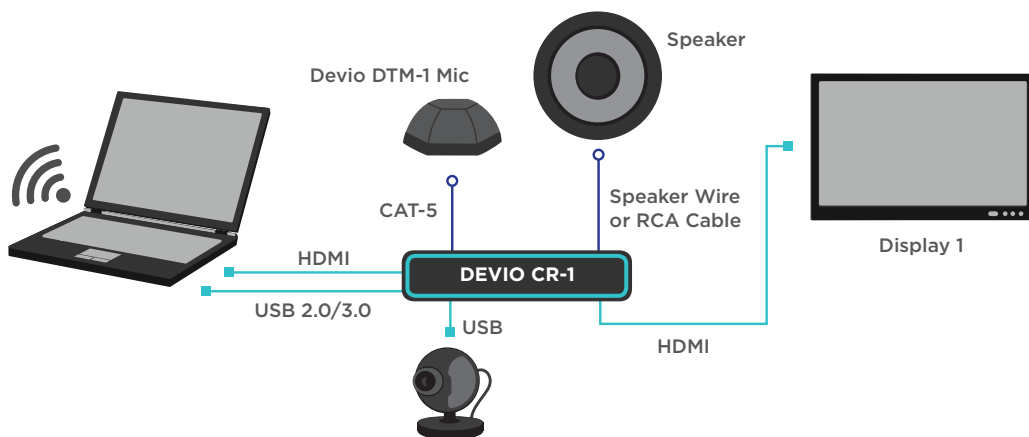 Speaker
Devio DTM-1 Mic
CAT-5
Speaker Wire
or RCA Cable
Display 1
HDMI
DEVIO CR-1
USB 2.0/3.0
USB
HDMI